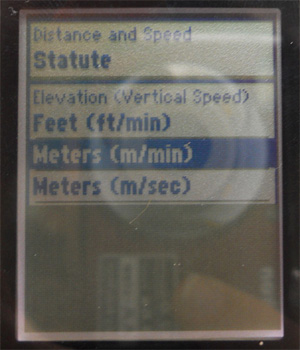 Distance and Speed
Statute
Elevation (Vertical Speed)
Feet (ft/min)
Meters (m/min)
Meters (m/sec)